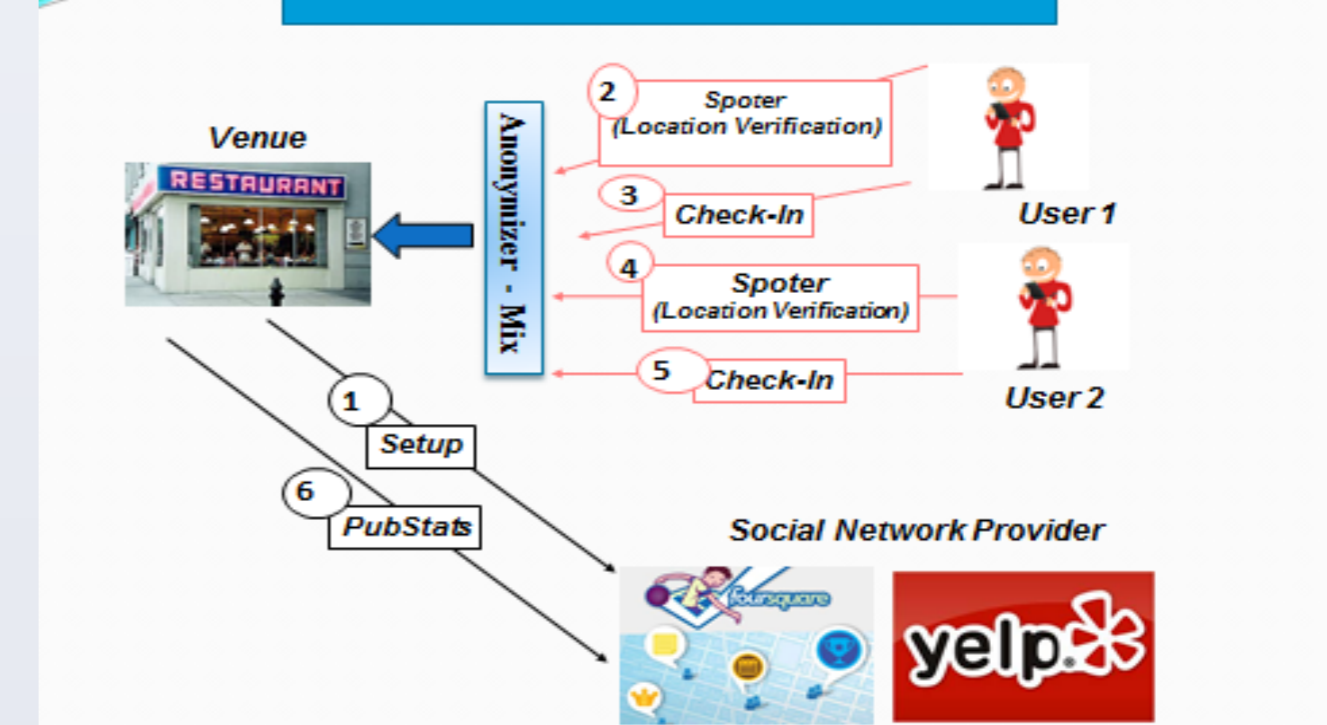 2
Spoter
(Location Verification)
Venue
RESTAURANT
Anonymizer - Mix
3
Check-In
User 1
4
Spoter
(Location Verification)
5
Check-In
User 2
1
Setup
6
PubStats
Social Network Provider
foursquare
yelp